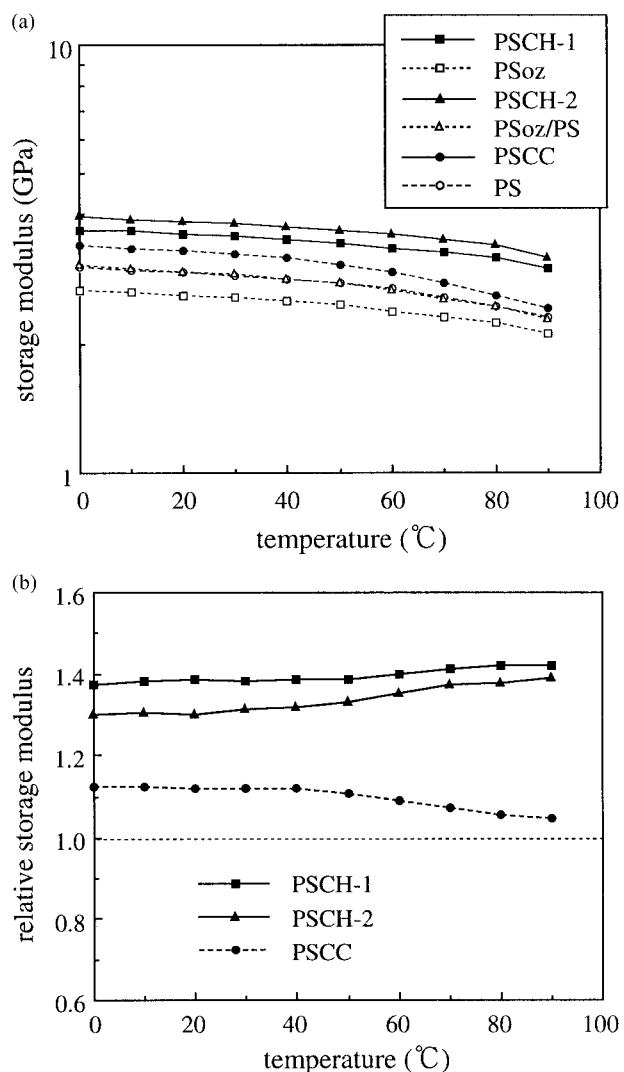 (a)
10
PSCH-1
PSoz
PSCH-2
PSoz/PS
PSCC
PS
storage modulus (GPa)
1
0 20 40 60 80 100
temperature (℃)
(b)
1.6
1.4
1.2
1.0
0.8
0.6
relative storage modulus
PSCH-1
PSCH-2
PSCC
0 20 40 60 80 100
temperature (℃)